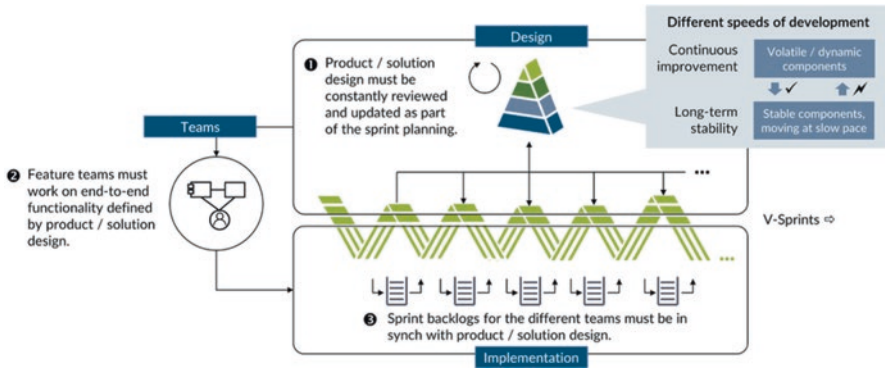 Design
❶ Product / solution
design must be
constantly reviewed
and updated as part
of the sprint planning.
Different speeds of development
Continuous
improvement
Volatile / dynamic
components
Long-term
stability
Stable components,
moving at slow pace
Teams
❷ Feature teams must
work on end-to-end
functionality defined
by product / solution
design.
...
V-Sprints ⇨
...
❸ Sprint backlogs for the different teams must be in
synch with product / solution design.
Implementation